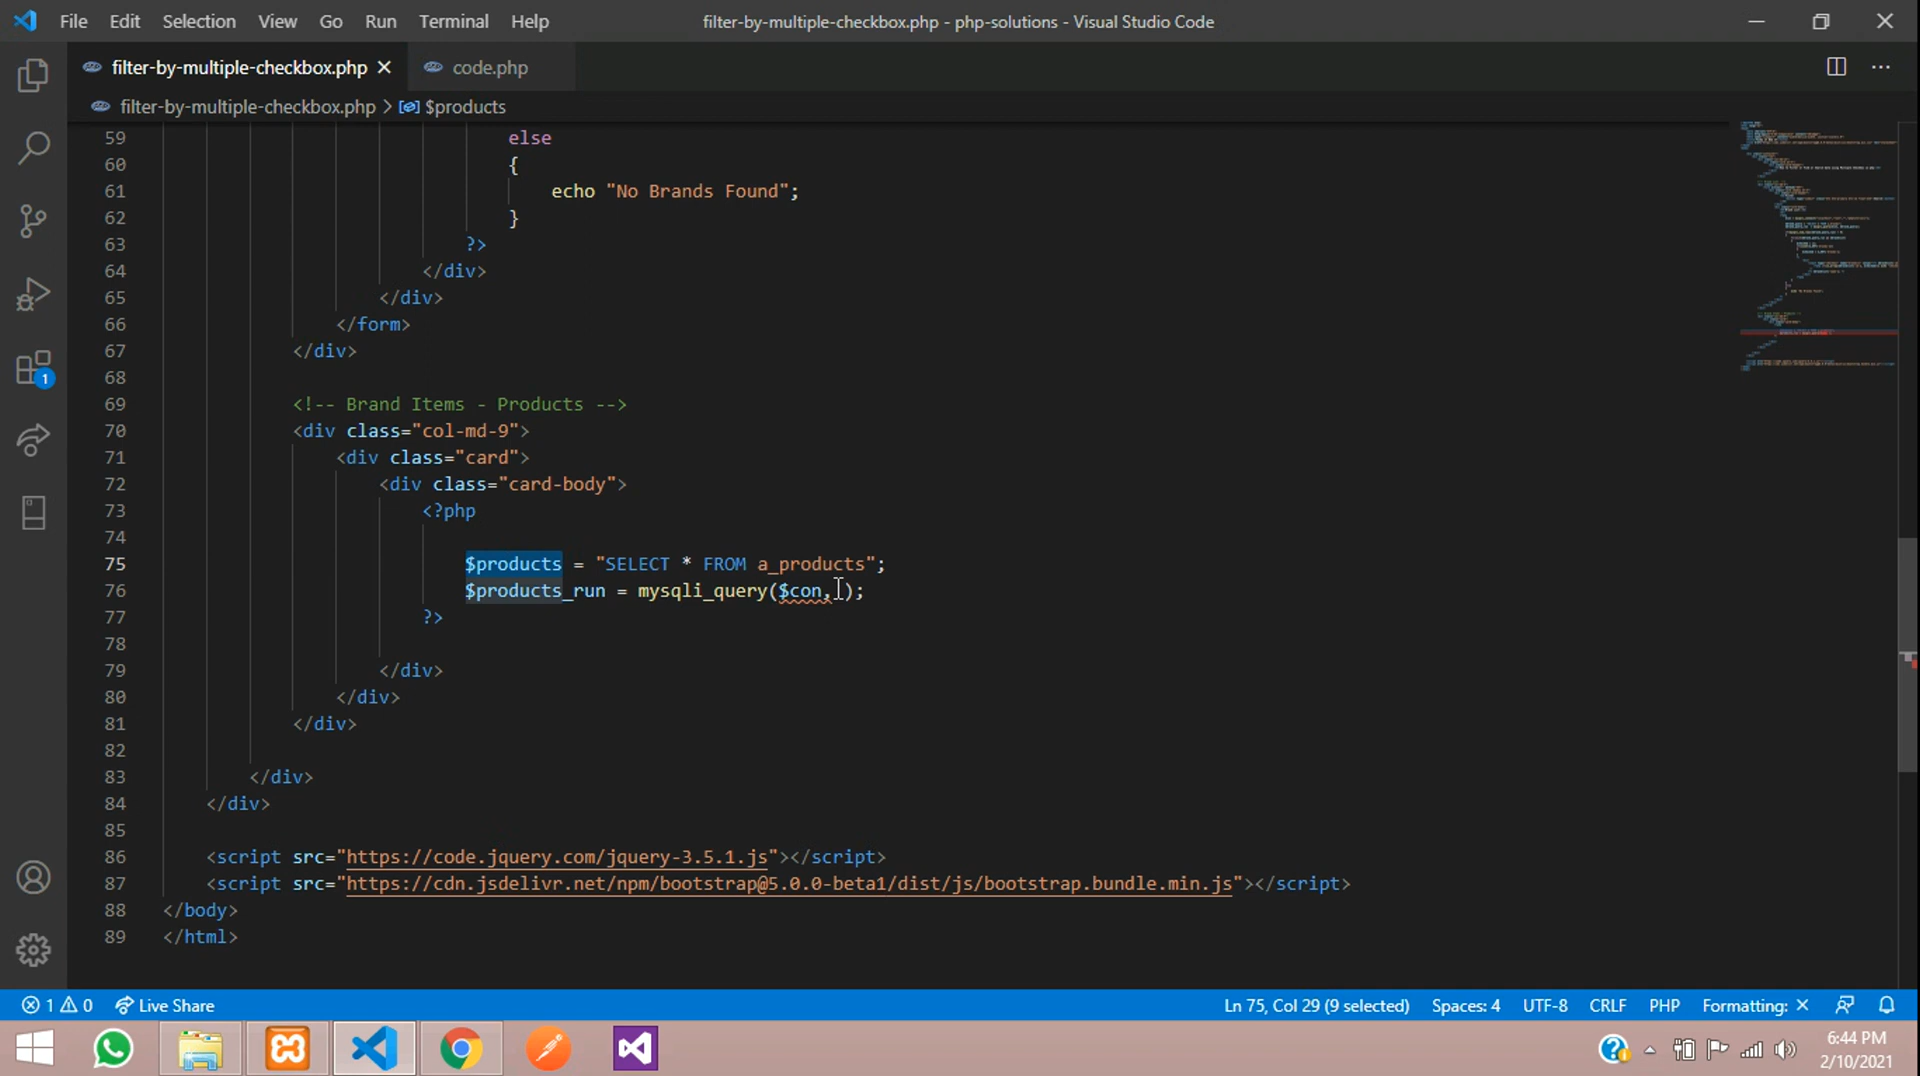 File Edit Selection View Go Run Terminal Help filter-by-multiple-checkbox.php - php-solutions - Visual Studio Code
filter-by-multiple-checkbox.php code.php
filter-by-multiple-checkbox.php > $products
59 else
60 {
61 echo "No Brands Found";
62 }
63 ?>
64 </div>
65 </div>
66 </form>
67 </div>
68
69 <!-- Brand Items - Products -->
70 <div class="col-md-9">
71 <div class="card">
72 <div class="card-body">
73 <?php
74
75 $products = "SELECT * FROM a_products";
76 $products_run = mysqli_query($con, );
77 ?>
78
79 </div>
80 </div>
81 </div>
82
83 </div>
84 </div>
85
86 <script src="https://code.jquery.com/jquery-3.5.1.js"></script>
87 <script src="https://cdn.jsdelivr.net/npm/bootstrap@5.0.0-beta1/dist/js/bootstrap.bundle.min.js"></script>
88 </body>
89 </html>
1
1 0 Live Share Ln 75, Col 29 (9 selected) Spaces: 4 UTF-8 CRLF PHP Formatting: ×
6:44 PM
2/10/2021